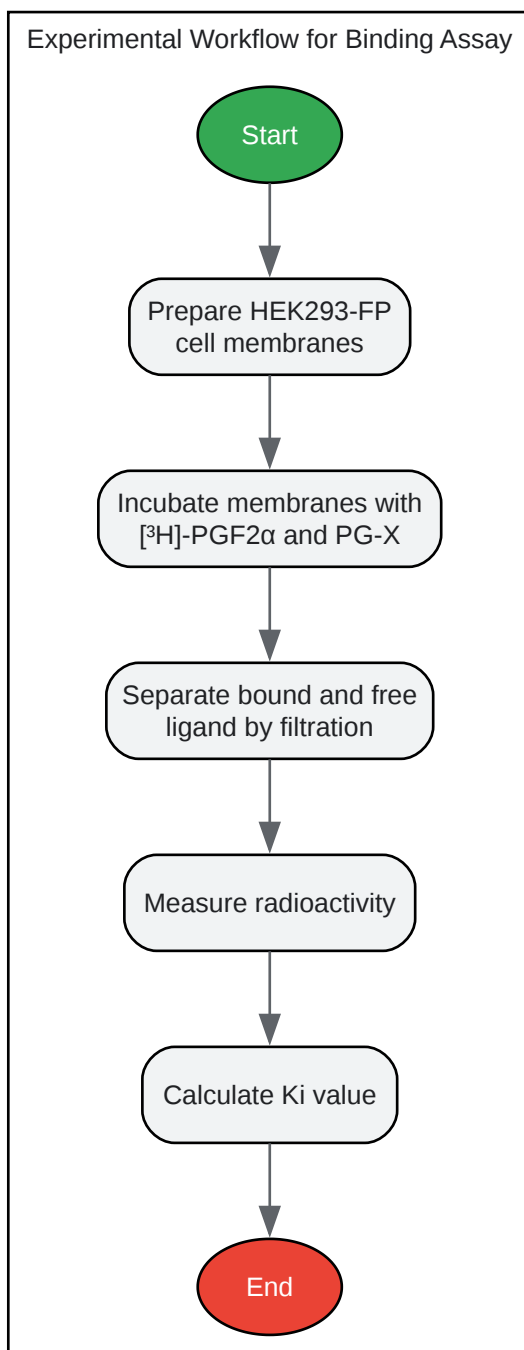 Experimental Workflow for Binding Assay
Start
Prepare HEK293-FP
cell membranes
Incubate membranes with
[³H]-PGF2α and PG-X
Separate bound and free
ligand by filtration
Measure radioactivity
Calculate Ki value
End